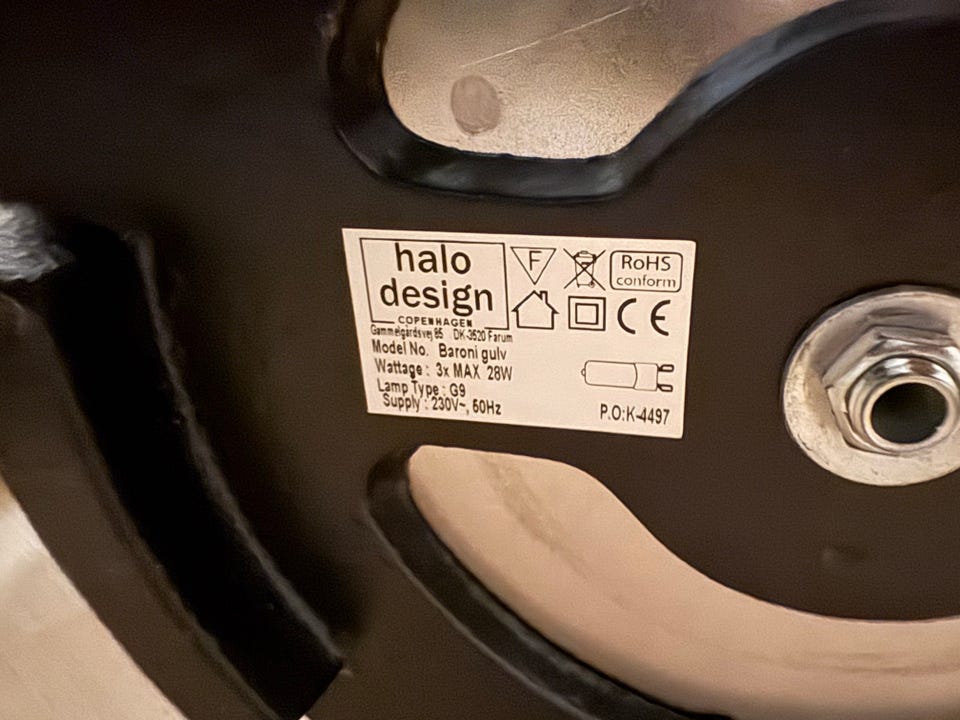 halo
design
COPENHAGEN
F
RoHS
conform
CE
Gammelgårdsvej 85 DK-3520 Farum
Model No. Baroni gulv
Wattage : 3x MAX 28W
Lamp Type : G9
Supply : 230V~, 50Hz
P.O:K-4497